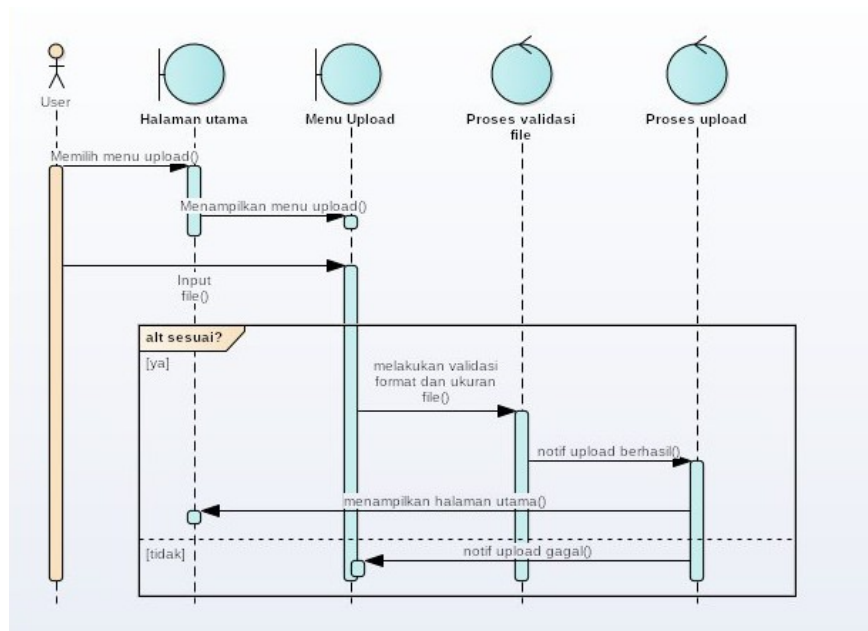 User
Halaman utama
Menu Upload
Proses validasi
file
Proses upload
Memilih menu upload()
Menampilkan menu upload()
Input
file()
alt sesuai?
[ya]
melakukan validasi
format dan ukuran
file()
notif upload berhasil()
menampilkan halaman utama()
[tidak]
notif upload gagal()